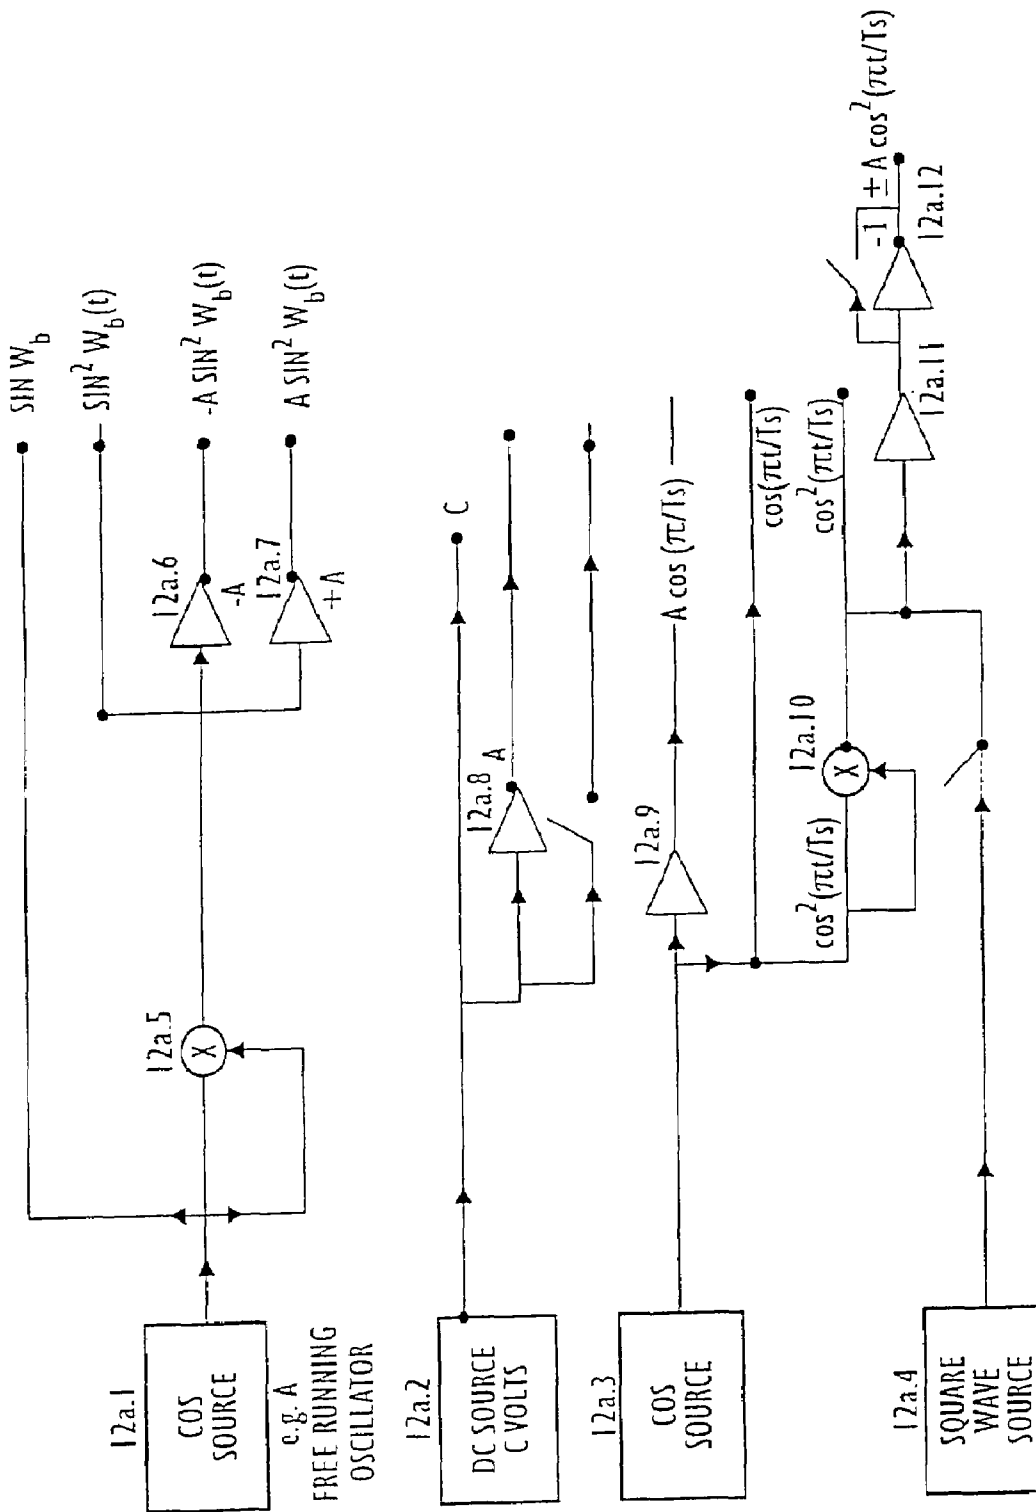 12a.1
COS
SOURCE
e.g. A
FREE RUNNING
OSCILLATOR
12a.5
X
12a.6
-A
12a.7
+A
SIN W_b
SIN² W_b(t)
-A SIN² W_b(t)
A SIN² W_b(t)
12a.2
DC SOURCE
C VOLTS
C
12a.8
A
12a.3
COS
SOURCE
12a.9
A cos (π/Ts)
cos(πt/Ts)
cos²(πt/Ts)
cos²(πt/Ts)
12a.10
X
12a.11
-1
± A cos²(πt/Ts)
12a.12
12a.4
SQUARE
WAVE
SOURCE